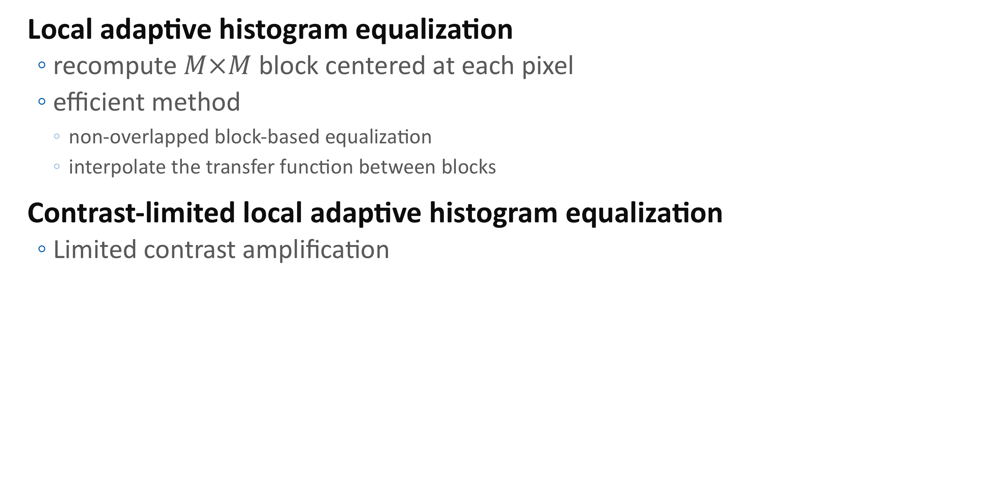 Local adaptive histogram equalization
◦ recompute M×M block centered at each pixel
◦ efficient method
◦ non-overlapped block-based equalization
◦ interpolate the transfer function between blocks
Contrast-limited local adaptive histogram equalization
◦ Limited contrast amplification